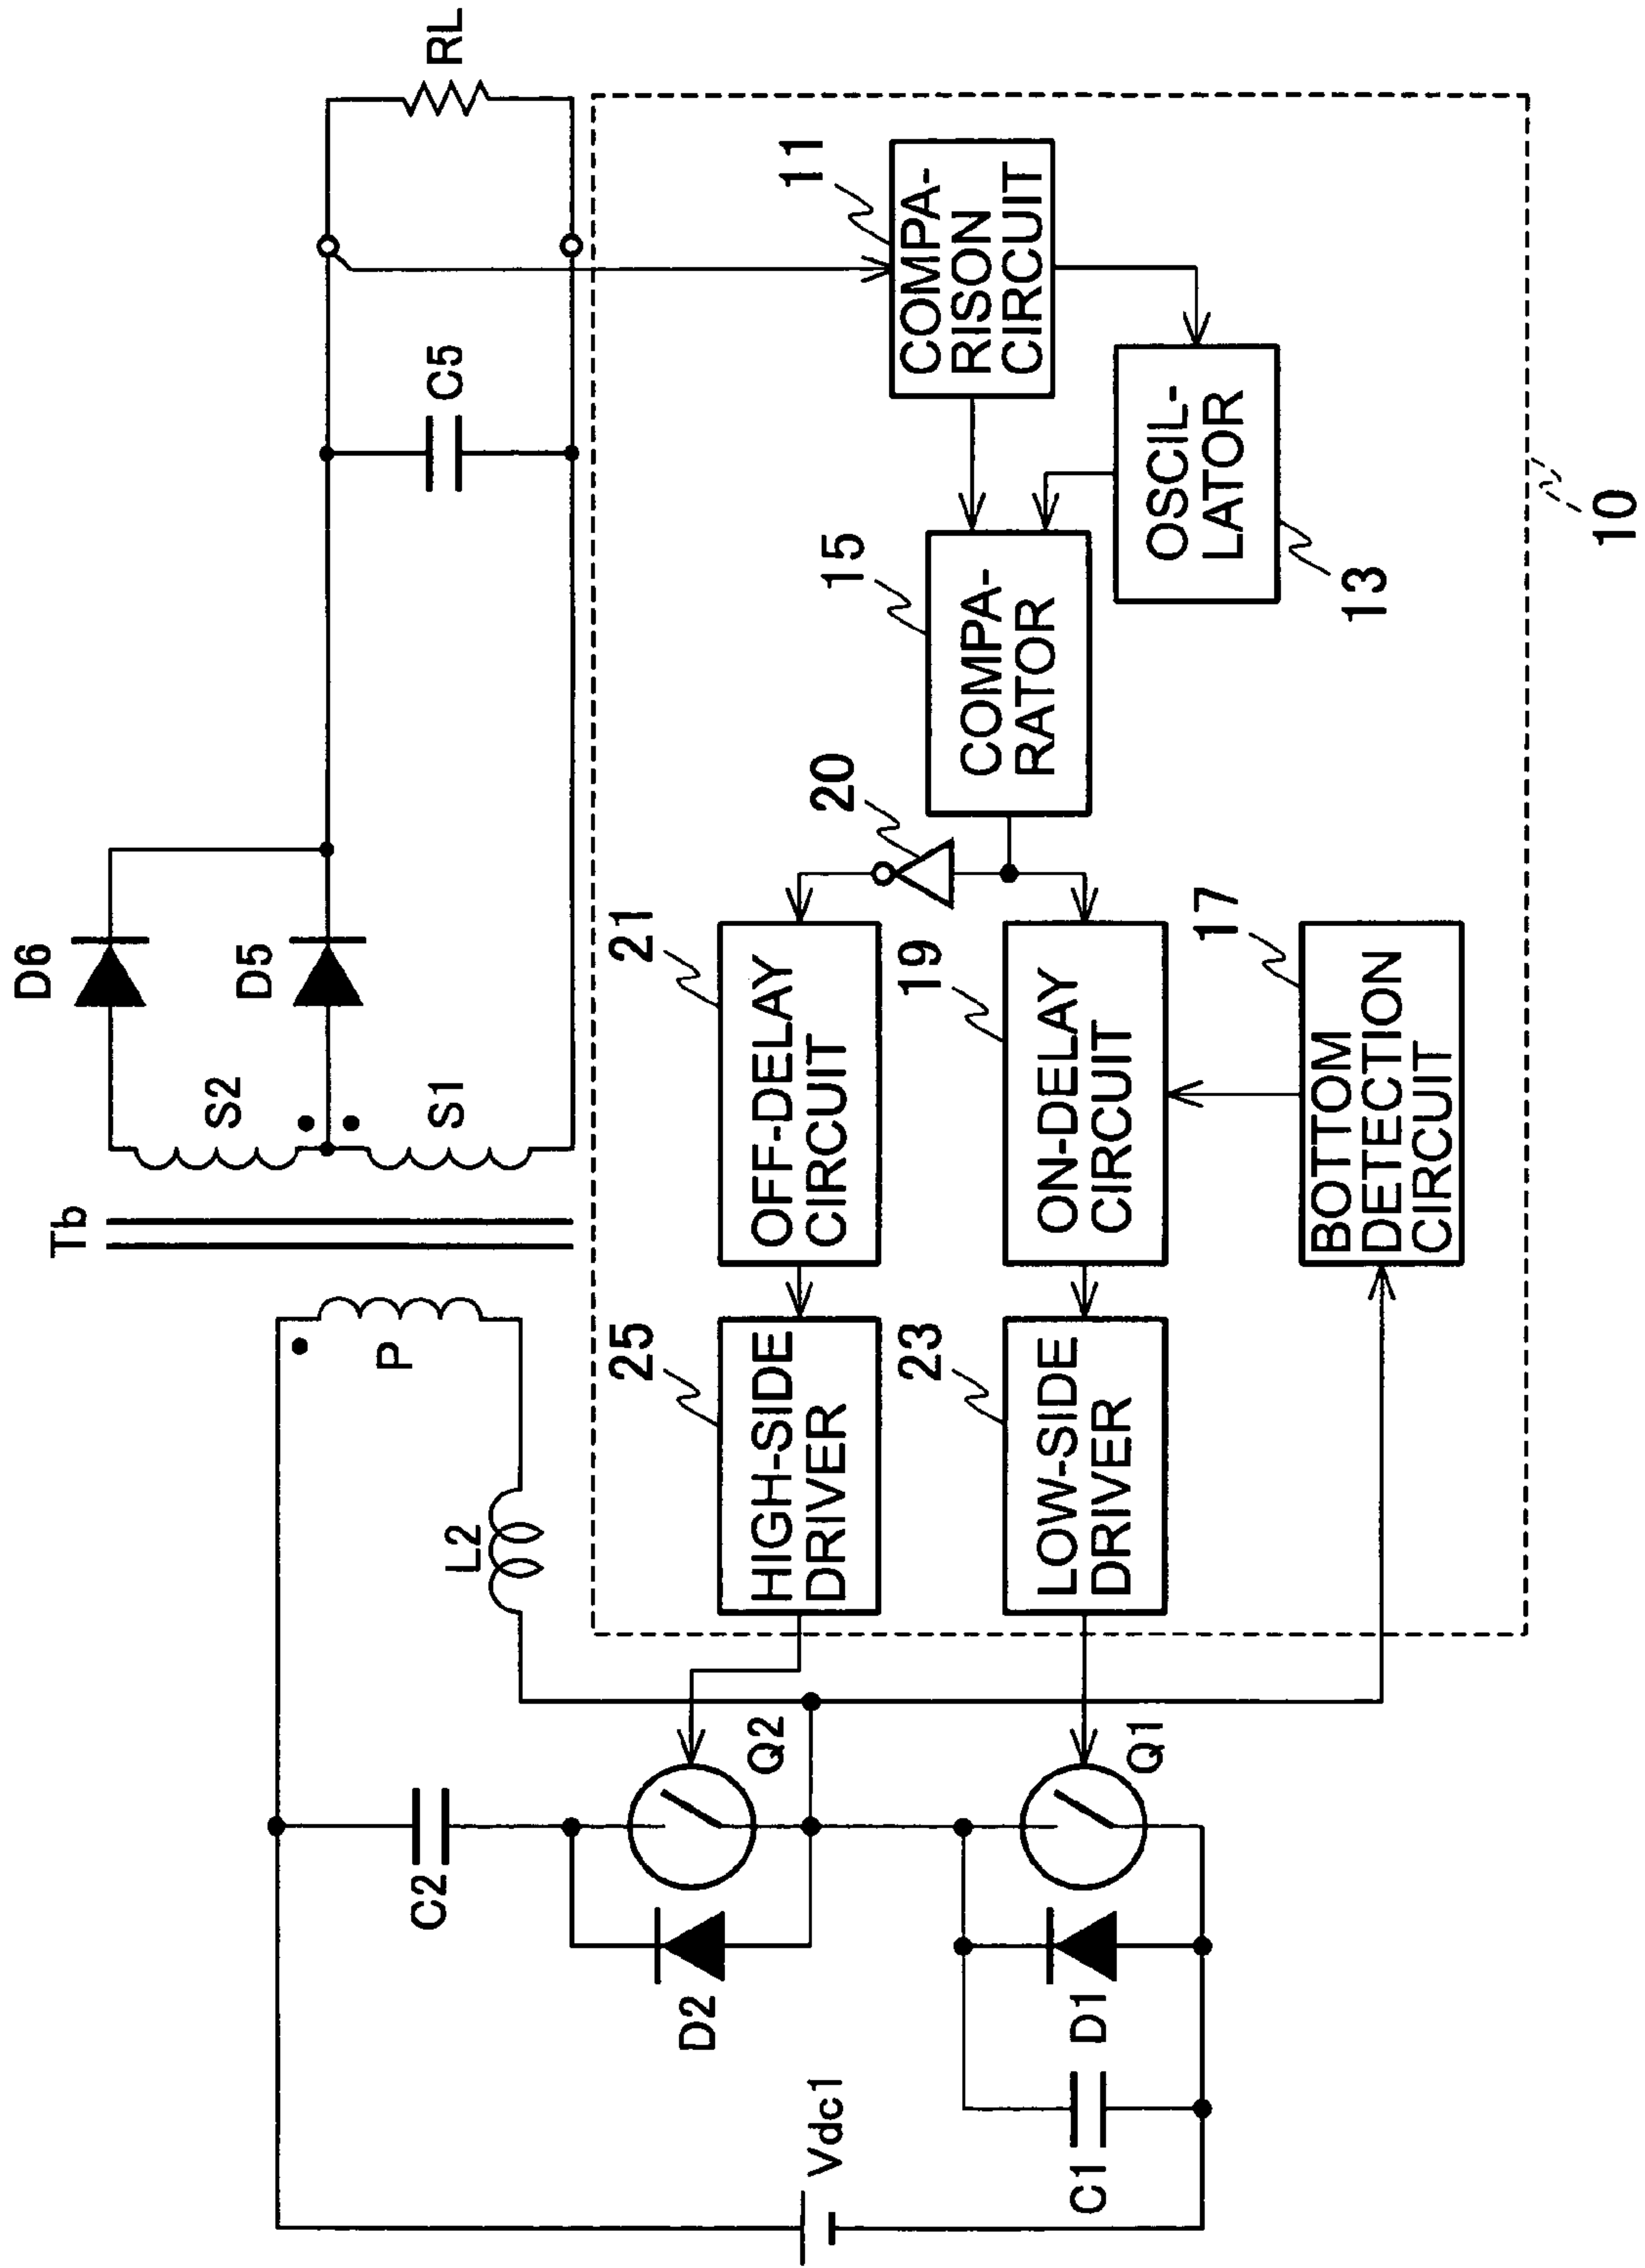 D6
D5
S2
S1
Tb
P
L2
C2
Q2
D2
Vdc1
C1
D1
Q1
C5
RL
25
HIGH-SIDE
DRIVER
21
OFF-DELAY
CIRCUIT
20
23
LOW-SIDE
DRIVER
19
ON-DELAY
CIRCUIT
15
COMPA-
RATOR
11
COMPA-
RISON
CIRCUIT
17
BOTTOM
DETECTION
CIRCUIT
OSCIL-
LATOR
13
10